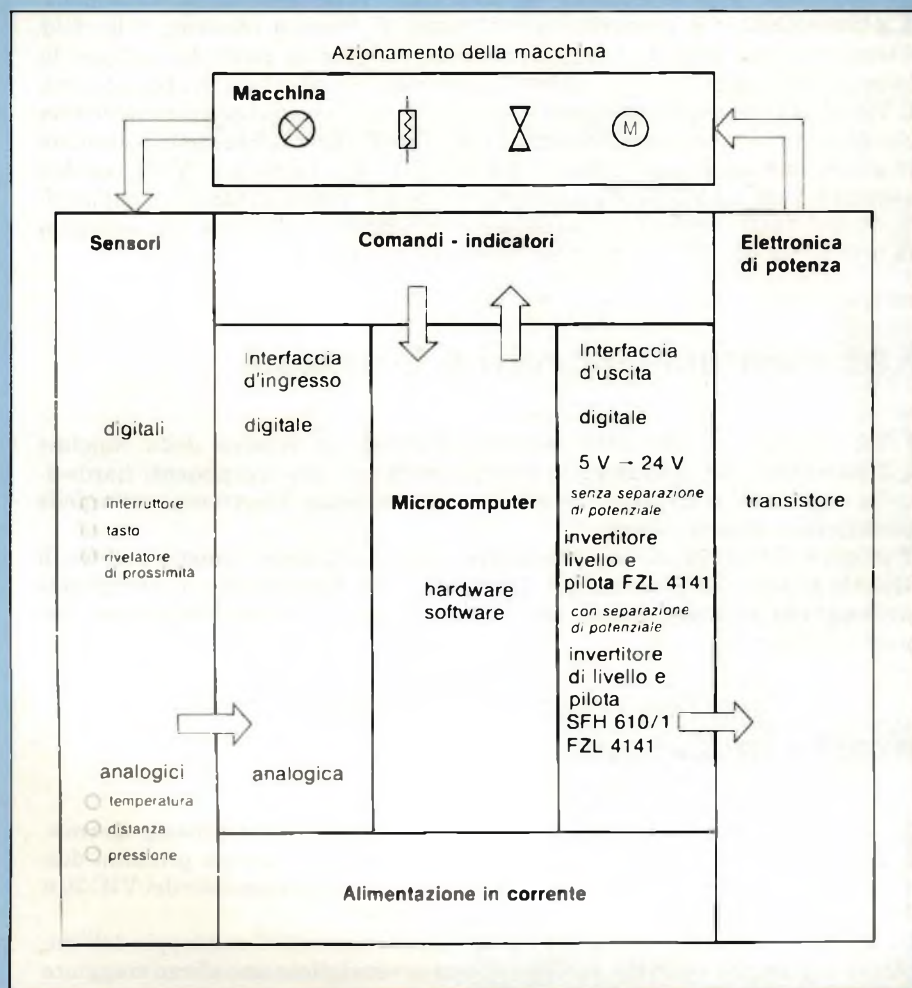 Azionamento della macchina
Macchina
M
Sensori
Comandi - indicatori
Elettronica
di potenza
Interfaccia
d'ingresso
digitale
Interfaccia
d'uscita
digitale
5 V → 24 V
senza separazione
di potenziale
invertitore
livello e
pilota FZL 4141
con separazione
di potenziale
invertitore
di livello e
pilota
SFH 610/1
FZL 4141
digitali
interruttore
tasto
rivelatore
di prossimità
Microcomputer
hardware
software
transistore
analogici
temperatura
distanza
pressione
analogica
Alimentazione in corrente